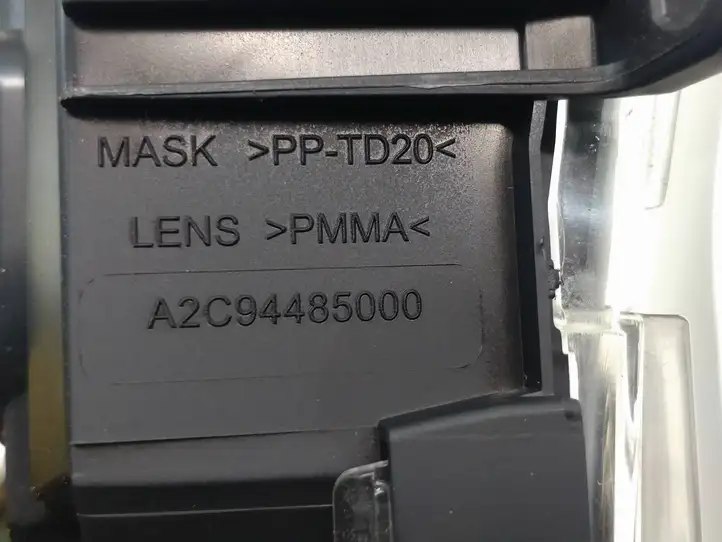 MASK >PP-TD20<
LENS >PMMA<
A2C94485000